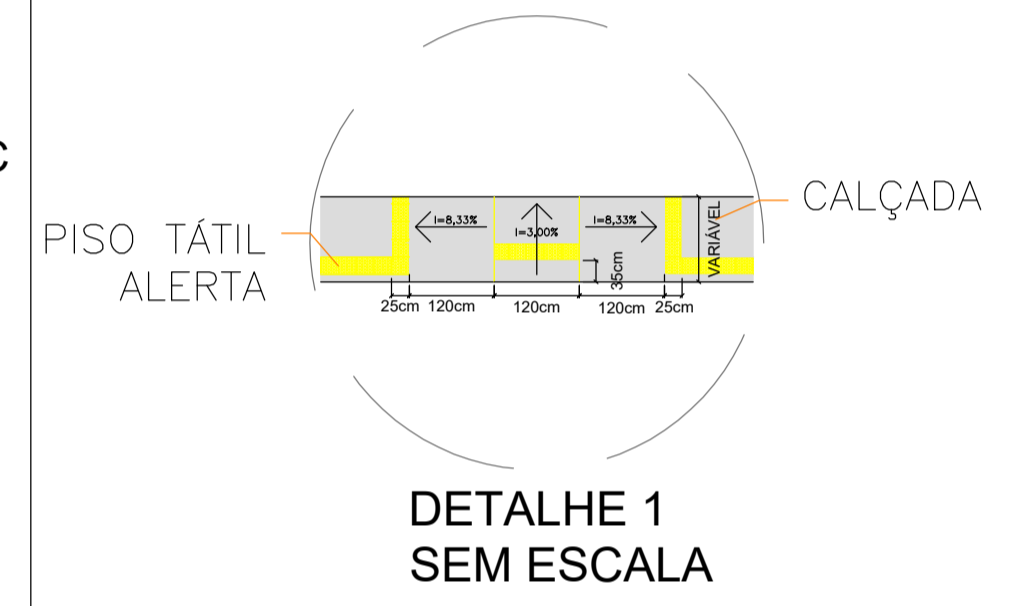 C
PISO TÁTIL
ALERTA
CALÇADA
I=8,33%
I=3,00%
I=8,33%
VARIÁVEL
35cm
25cm 120cm 120cm 120cm 25cm
DETALHE 1
SEM ESCALA